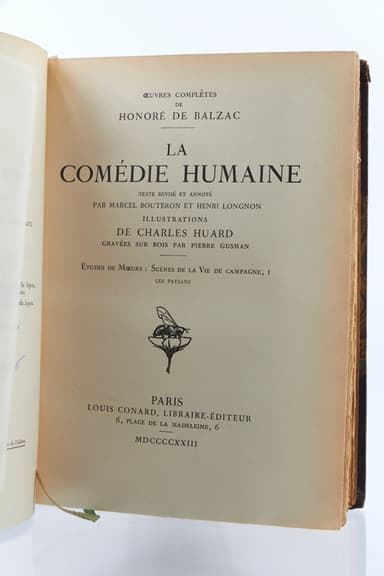 ŒUVRES COMPLÈTES
DE
HONORÉ DE BALZAC
LA
COMÉDIE HUMAINE
TEXTE REVISÉ ET ANNOTÉ
PAR MARCEL BOUTERON ET HENRI LONGNON
ILLUSTRATIONS
DE CHARLES HUARD
GRAVÉES SUR BOIS PAR PIERRE GUSMAN
ÉTUDES DE MŒURS : SCÈNES DE LA VIE DE CAMPAGNE, I
LES PAYSANS
PARIS
LOUIS CONARD, LIBRAIRE-ÉDITEUR
6, PLACE DE LA MADELEINE, 6
MDCCCCXXIII